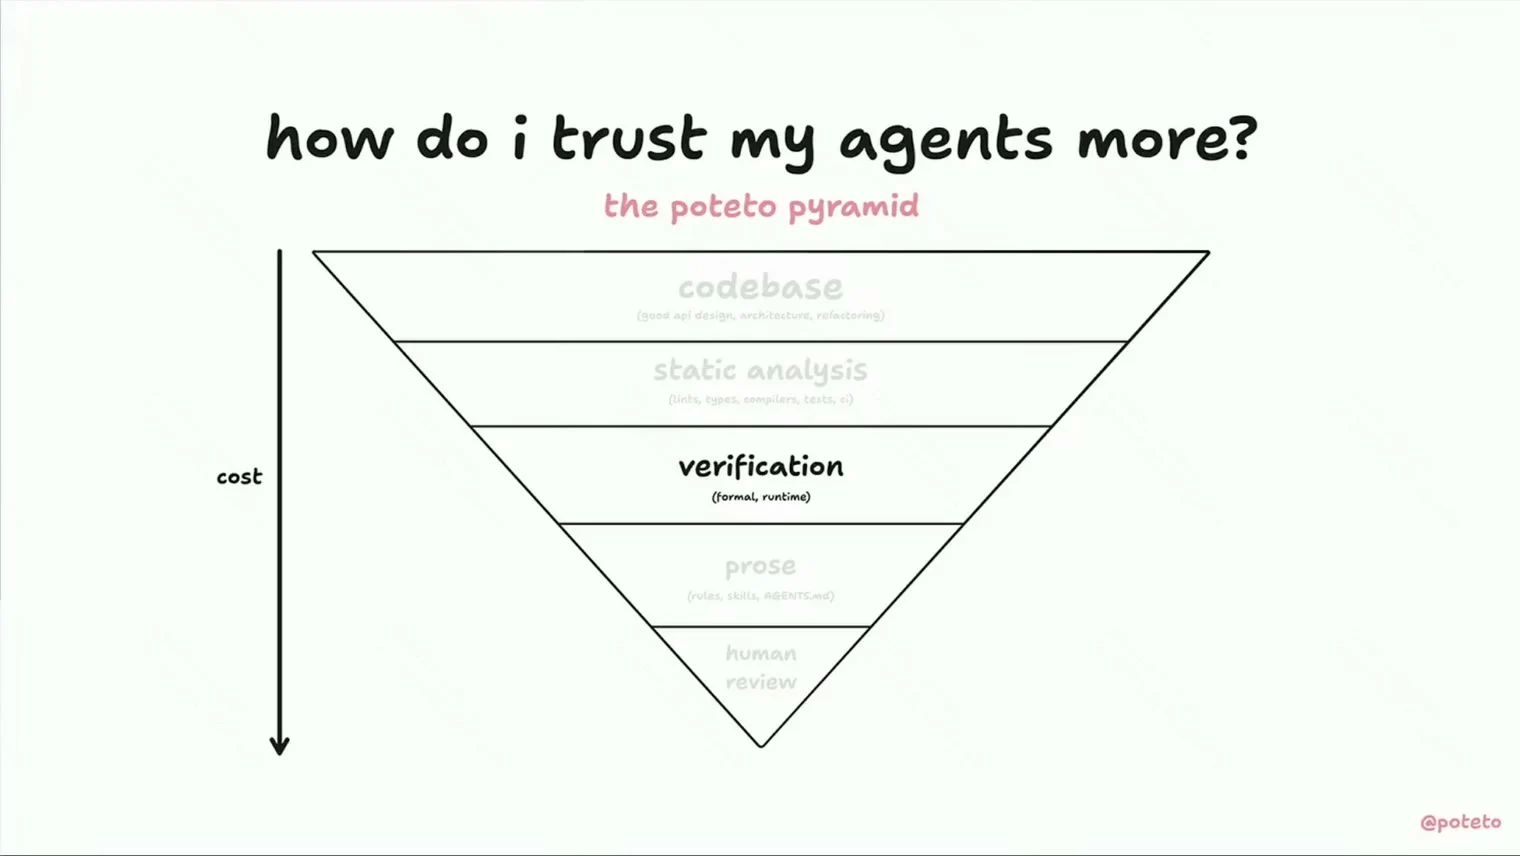 how do i trust my agents more?
the poteto pyramid
codebase
(good api design, architecture, refactoring)
static analysis
(lints, types, compilers, tests, ci)
cost
verification
(formal, runtime)
prose
(rules, skills, AGENTS.md)
human
review
@poteto